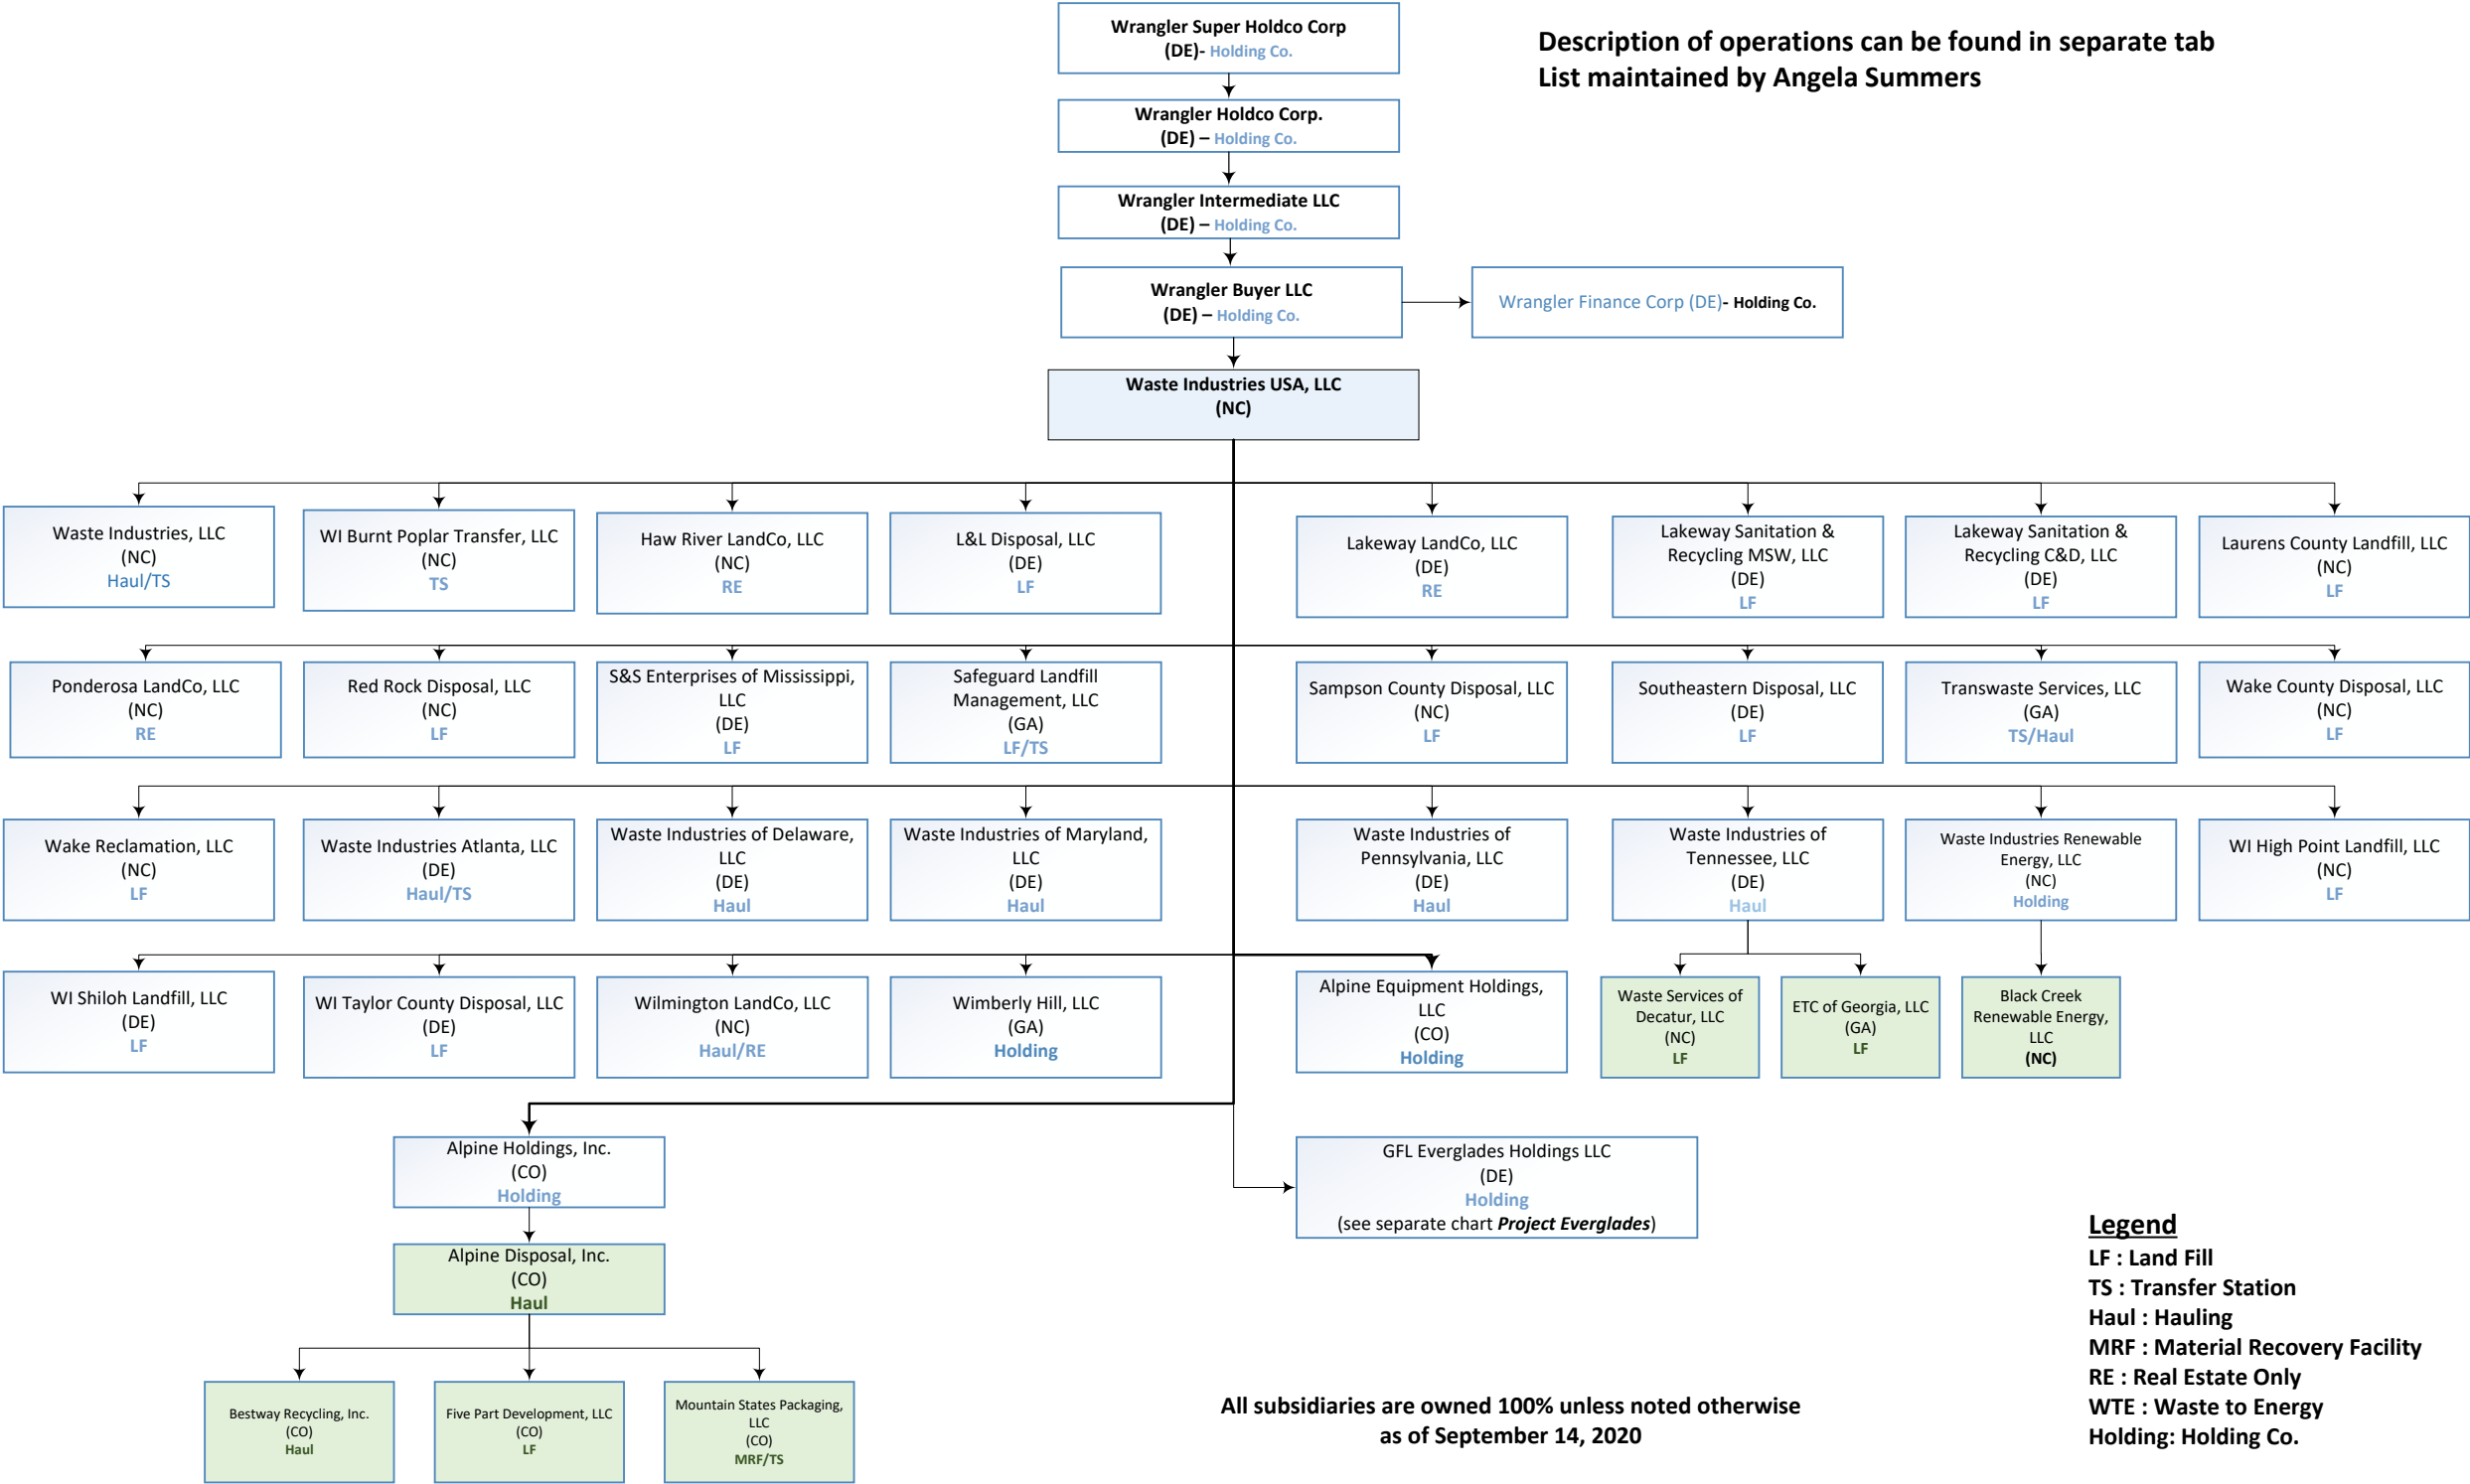 Wrangler Super Holdco Corp
(DE)- Holding Co.
Description of operations can be found in separate tab
List maintained by Angela Summers
Wrangler Holdco Corp.
(DE) – Holding Co.
Wrangler Intermediate LLC
(DE) – Holding Co.
Wrangler Buyer LLC
(DE) – Holding Co.
Wrangler Finance Corp (DE)- Holding Co.
Waste Industries USA, LLC
(NC)
Waste Industries, LLC
(NC)
Haul/TS
WI Burnt Poplar Transfer, LLC
(NC)
TS
Haw River LandCo, LLC
(NC)
RE
L&L Disposal, LLC
(DE)
LF
Lakeway LandCo, LLC
(DE)
RE
Lakeway Sanitation &
Recycling MSW, LLC
(DE)
LF
Lakeway Sanitation &
Recycling C&D, LLC
(DE)
LF
Laurens County Landfill, LLC
(NC)
LF
Ponderosa LandCo, LLC
(NC)
RE
Red Rock Disposal, LLC
(NC)
LF
S&S Enterprises of Mississippi,
LLC
(DE)
LF
Safeguard Landfill
Management, LLC
(GA)
LF/TS
Sampson County Disposal, LLC
(NC)
LF
Southeastern Disposal, LLC
(DE)
LF
Transwaste Services, LLC
(GA)
TS/Haul
Wake County Disposal, LLC
(NC)
LF
Wake Reclamation, LLC
(NC)
LF
Waste Industries Atlanta, LLC
(DE)
Haul/TS
Waste Industries of Delaware,
LLC
(DE)
Haul
Waste Industries of Maryland,
LLC
(DE)
Haul
Waste Industries of
Pennsylvania, LLC
(DE)
Haul
Waste Industries of
Tennessee, LLC
(DE)
Haul
Waste Industries Renewable
Energy, LLC
(NC)
Holding
WI High Point Landfill, LLC
(NC)
LF
WI Shiloh Landfill, LLC
(DE)
LF
WI Taylor County Disposal, LLC
(DE)
LF
Wilmington LandCo, LLC
(NC)
Haul/RE
Wimberly Hill, LLC
(GA)
Holding
Alpine Equipment Holdings,
LLC
(CO)
Holding
Waste Services of
Decatur, LLC
(NC)
LF
ETC of Georgia, LLC
(GA)
LF
Black Creek
Renewable Energy,
LLC
(NC)
Alpine Holdings, Inc.
(CO)
Holding
GFL Everglades Holdings LLC
(DE)
Holding
(see separate chart Project Everglades)
Alpine Disposal, Inc.
(CO)
Haul
Bestway Recycling, Inc.
(CO)
Haul
Five Part Development, LLC
(CO)
LF
Mountain States Packaging,
LLC
(CO)
MRF/TS
All subsidiaries are owned 100% unless noted otherwise
as of September 14, 2020
Legend
LF : Land Fill
TS : Transfer Station
Haul : Hauling
MRF : Material Recovery Facility
RE : Real Estate Only
WTE : Waste to Energy
Holding: Holding Co.